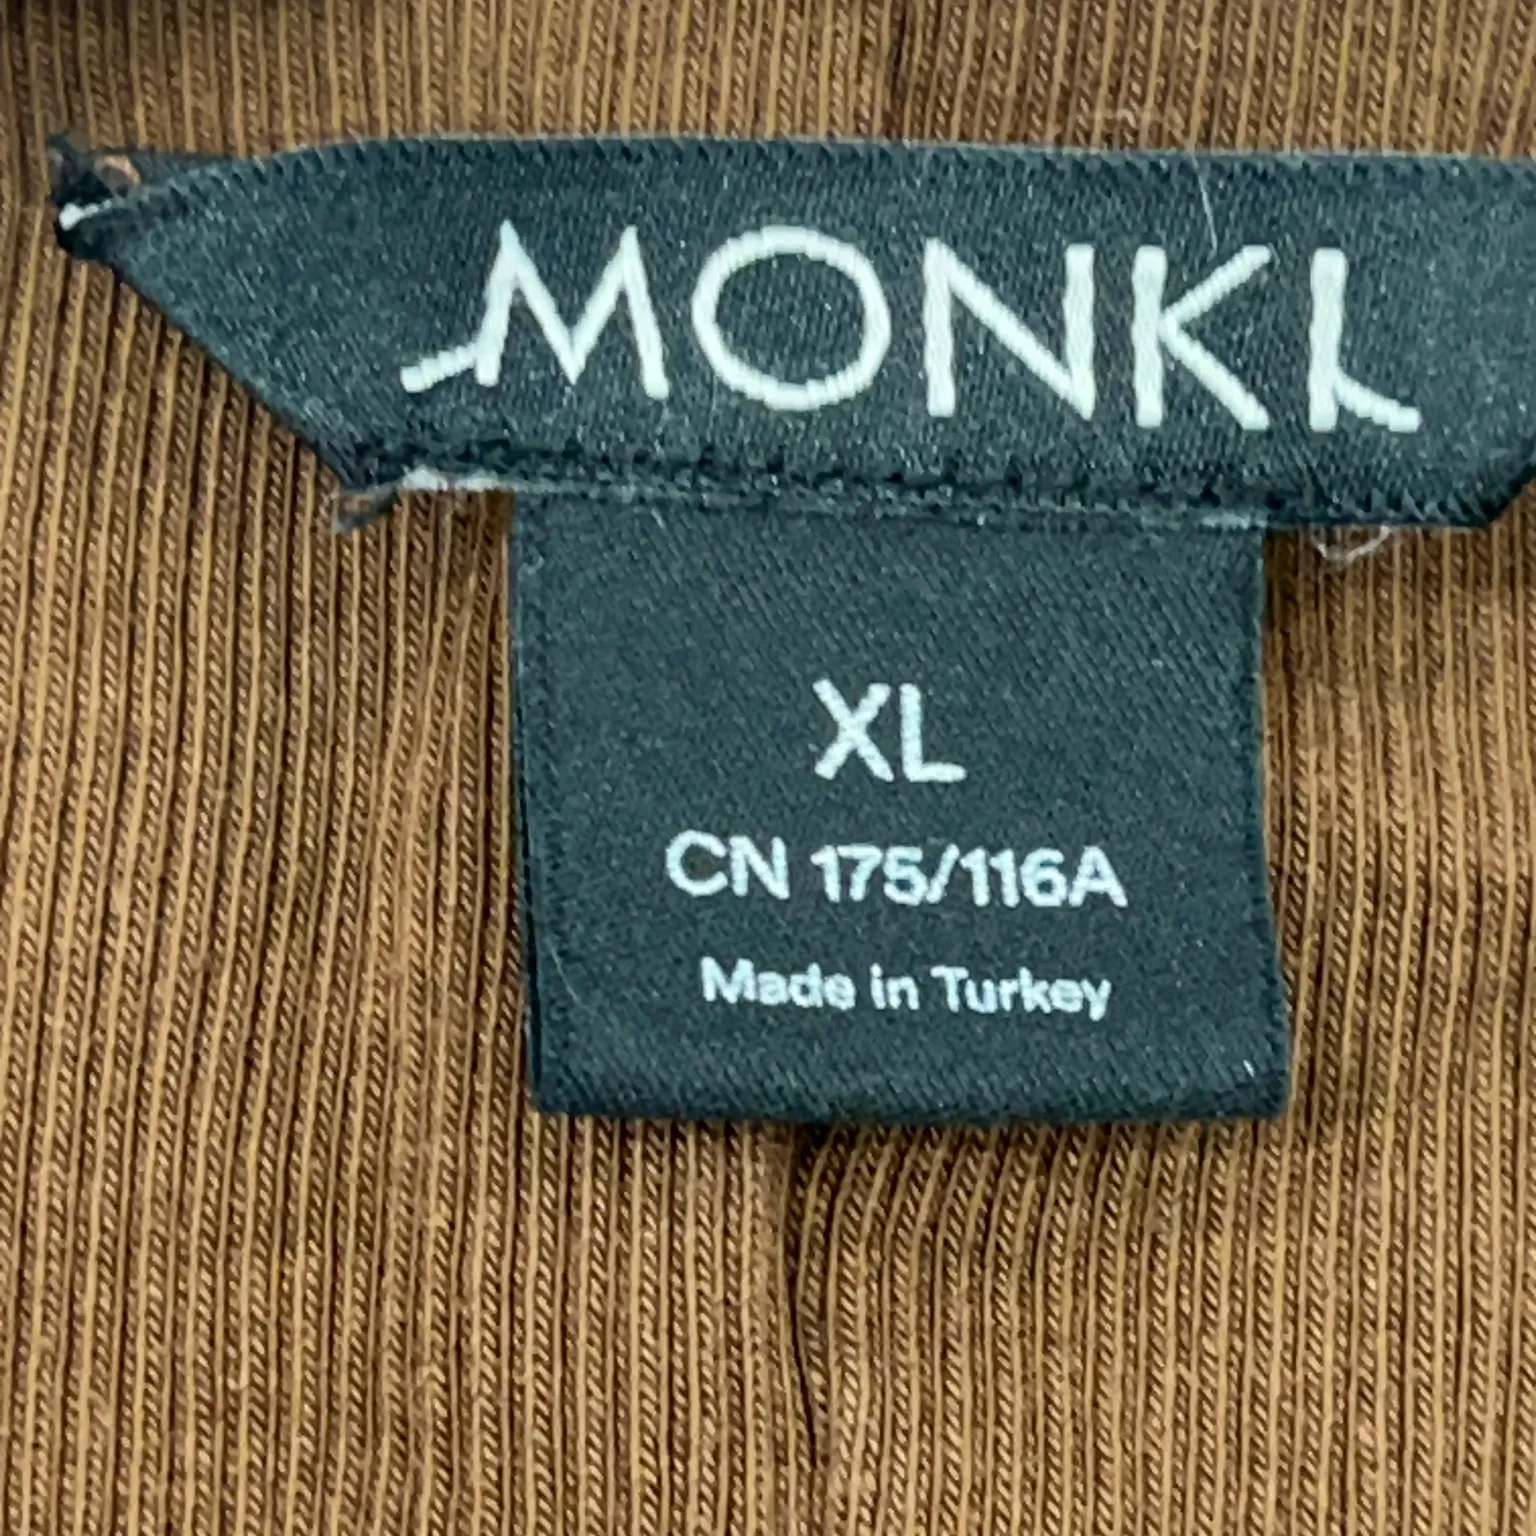 MONKI
XL
CN 175/116A
Made in Turkey